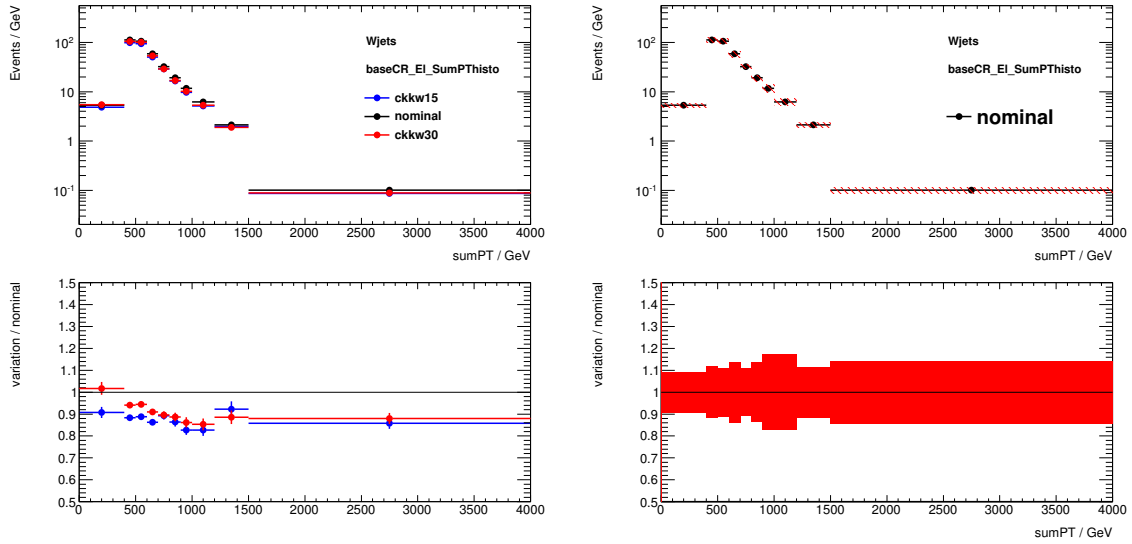 Events / GeV
10²
10
1
10⁻¹
Wjets
baseCR_El_SumPThisto
ckkw15
nominal
ckkw30
0 500 1000 1500 2000 2500 3000 3500 4000
sumPT / GeV
Events / GeV
10²
10
1
10⁻¹
Wjets
baseCR_El_SumPThisto
nominal
0 500 1000 1500 2000 2500 3000 3500 4000
sumPT / GeV
variation / nominal
1.5
1.4
1.3
1.2
1.1
1
0.9
0.8
0.7
0.6
0.5
0 500 1000 1500 2000 2500 3000 3500 4000
variation / nominal
1.5
1.4
1.3
1.2
1.1
1
0.9
0.8
0.7
0.6
0.5
0 500 1000 1500 2000 2500 3000 3500 4000
sumPT / GeV